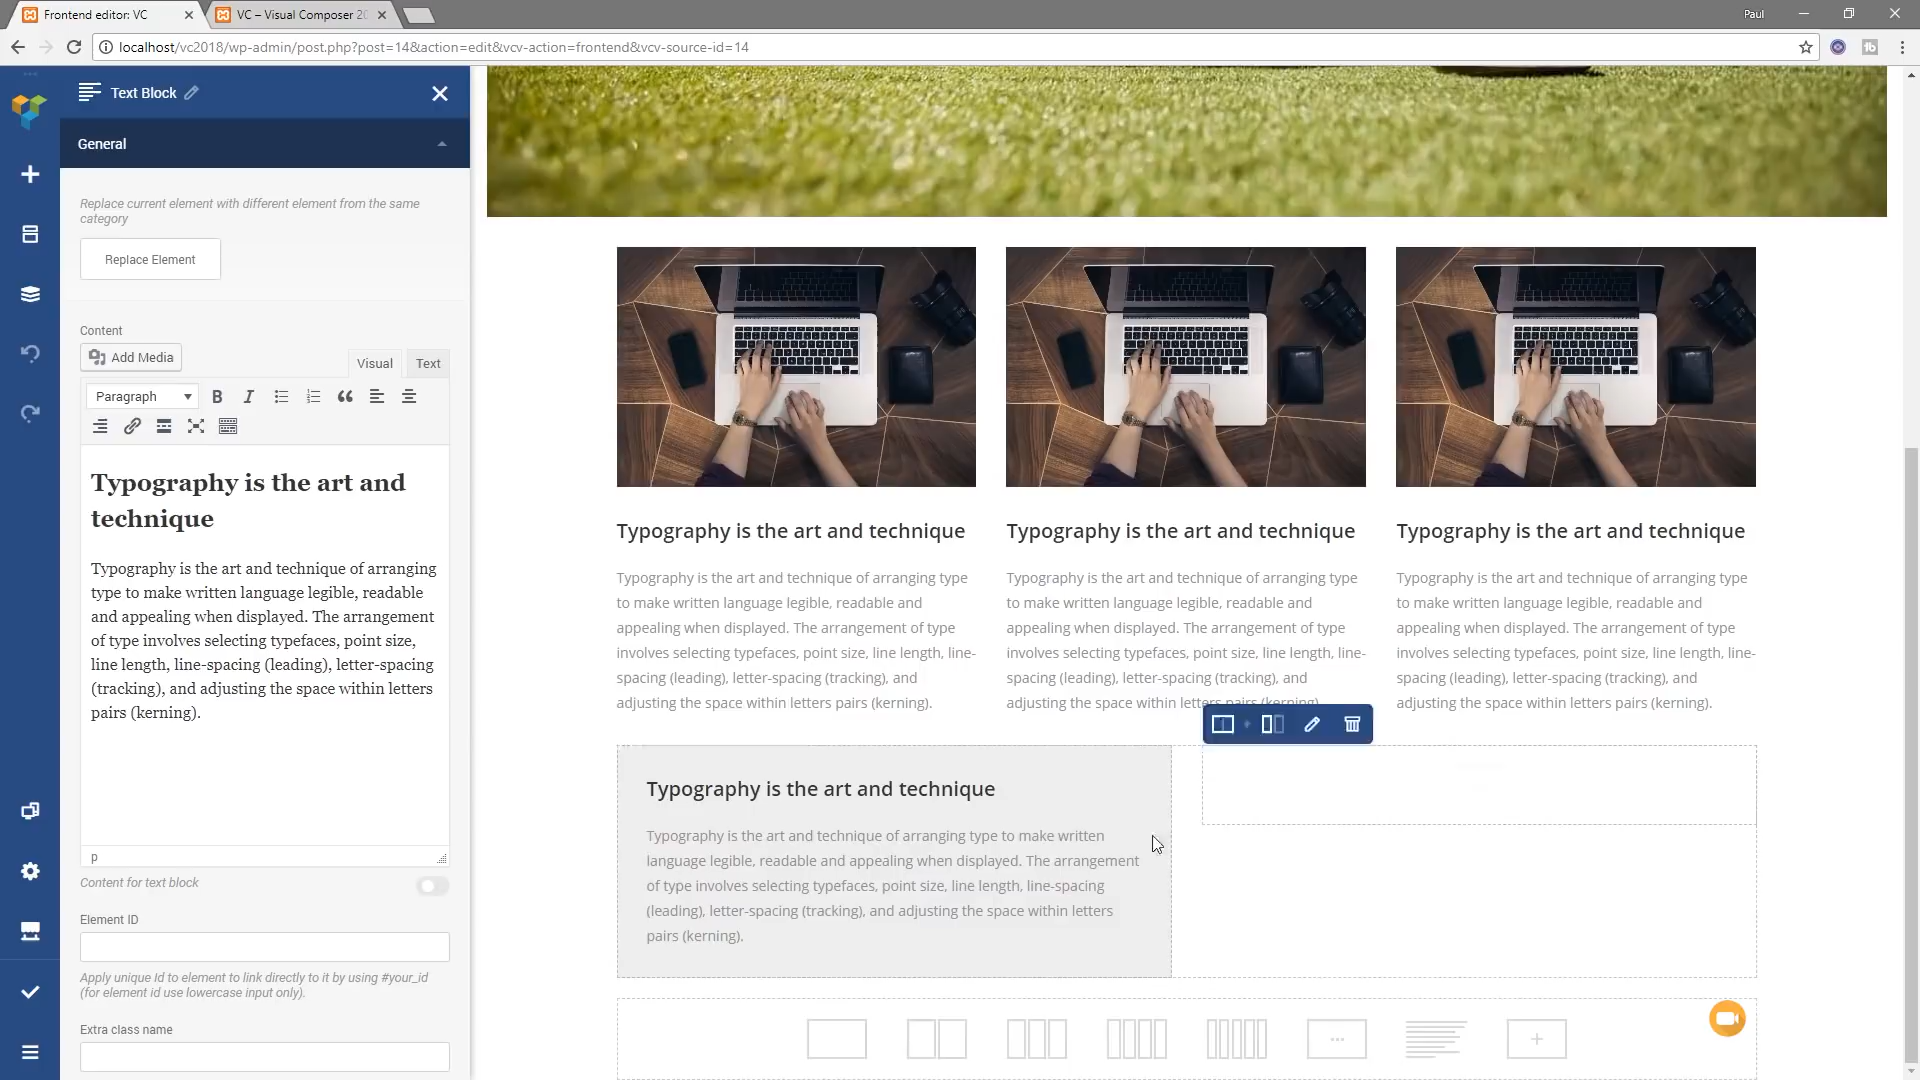 Frontend editor: VC
VC – Visual Composer 20
Paul
localhost/vc2018/wp-admin/post.php?post=14&action=edit&vcv-action=frontend&vcv-source-id=14
Text Block
General
Replace current element with different element from the same
category
Replace Element
Content
Add Media
Visual
Text
Paragraph
Typography is the art and
technique
Typography is the art and technique of arranging
type to make written language legible, readable
and appealing when displayed. The arrangement
of type involves selecting typefaces, point size,
line length, line-spacing (leading), letter-spacing
(tracking), and adjusting the space within letters
pairs (kerning).
p
Content for text block
Element ID
Apply unique Id to element to link directly to it by using #your_id
(for element id use lowercase input only).
Extra class name
Typography is the art and technique
Typography is the art and technique of arranging type
to make written language legible, readable and
appealing when displayed. The arrangement of type
involves selecting typefaces, point size, line length, line-
spacing (leading), letter-spacing (tracking), and
adjusting the space within letters pairs (kerning).
Typography is the art and technique
Typography is the art and technique of arranging type
to make written language legible, readable and
appealing when displayed. The arrangement of type
involves selecting typefaces, point size, line length, line-
spacing (leading), letter-spacing (tracking), and
adjusting the space within letters pairs (kerning).
Typography is the art and technique
Typography is the art and technique of arranging type
to make written language legible, readable and
appealing when displayed. The arrangement of type
involves selecting typefaces, point size, line length, line-
spacing (leading), letter-spacing (tracking), and
adjusting the space within letters pairs (kerning).
Typography is the art and technique
Typography is the art and technique of arranging type to make written
language legible, readable and appealing when displayed. The arrangement
of type involves selecting typefaces, point size, line length, line-spacing
(leading), letter-spacing (tracking), and adjusting the space within letters
pairs (kerning).